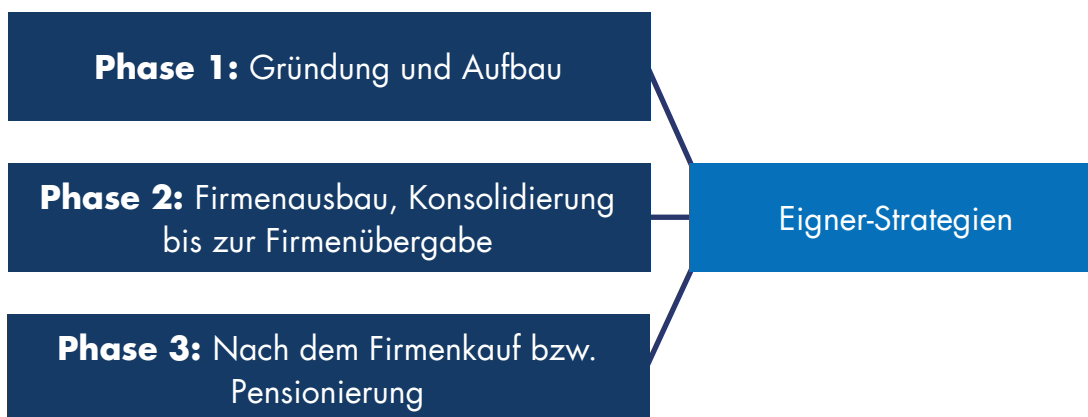 Phase 1: Gründung und Aufbau
Phase 2: Firmenausbau, Konsolidierung
bis zur Firmenübergabe
Eigner-Strategien
Phase 3: Nach dem Firmenkauf bzw.
Pensionierung